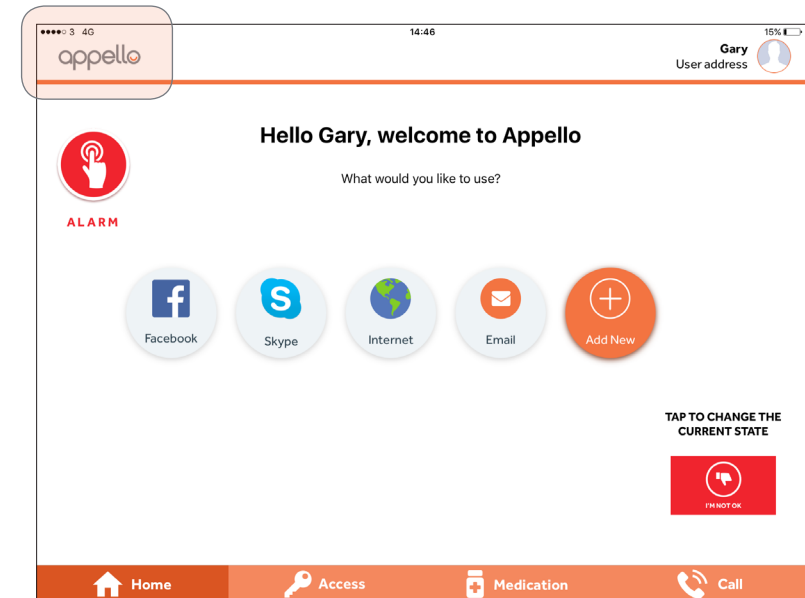 3 4G
14:46
15%
appello
Gary
User address
Hello Gary, welcome to Appello
What would you like to use?
ALARM
Facebook
Skype
Internet
Email
Add New
TAP TO CHANGE THE
CURRENT STATE
I'M NOT OK
Home
Access
Medication
Call